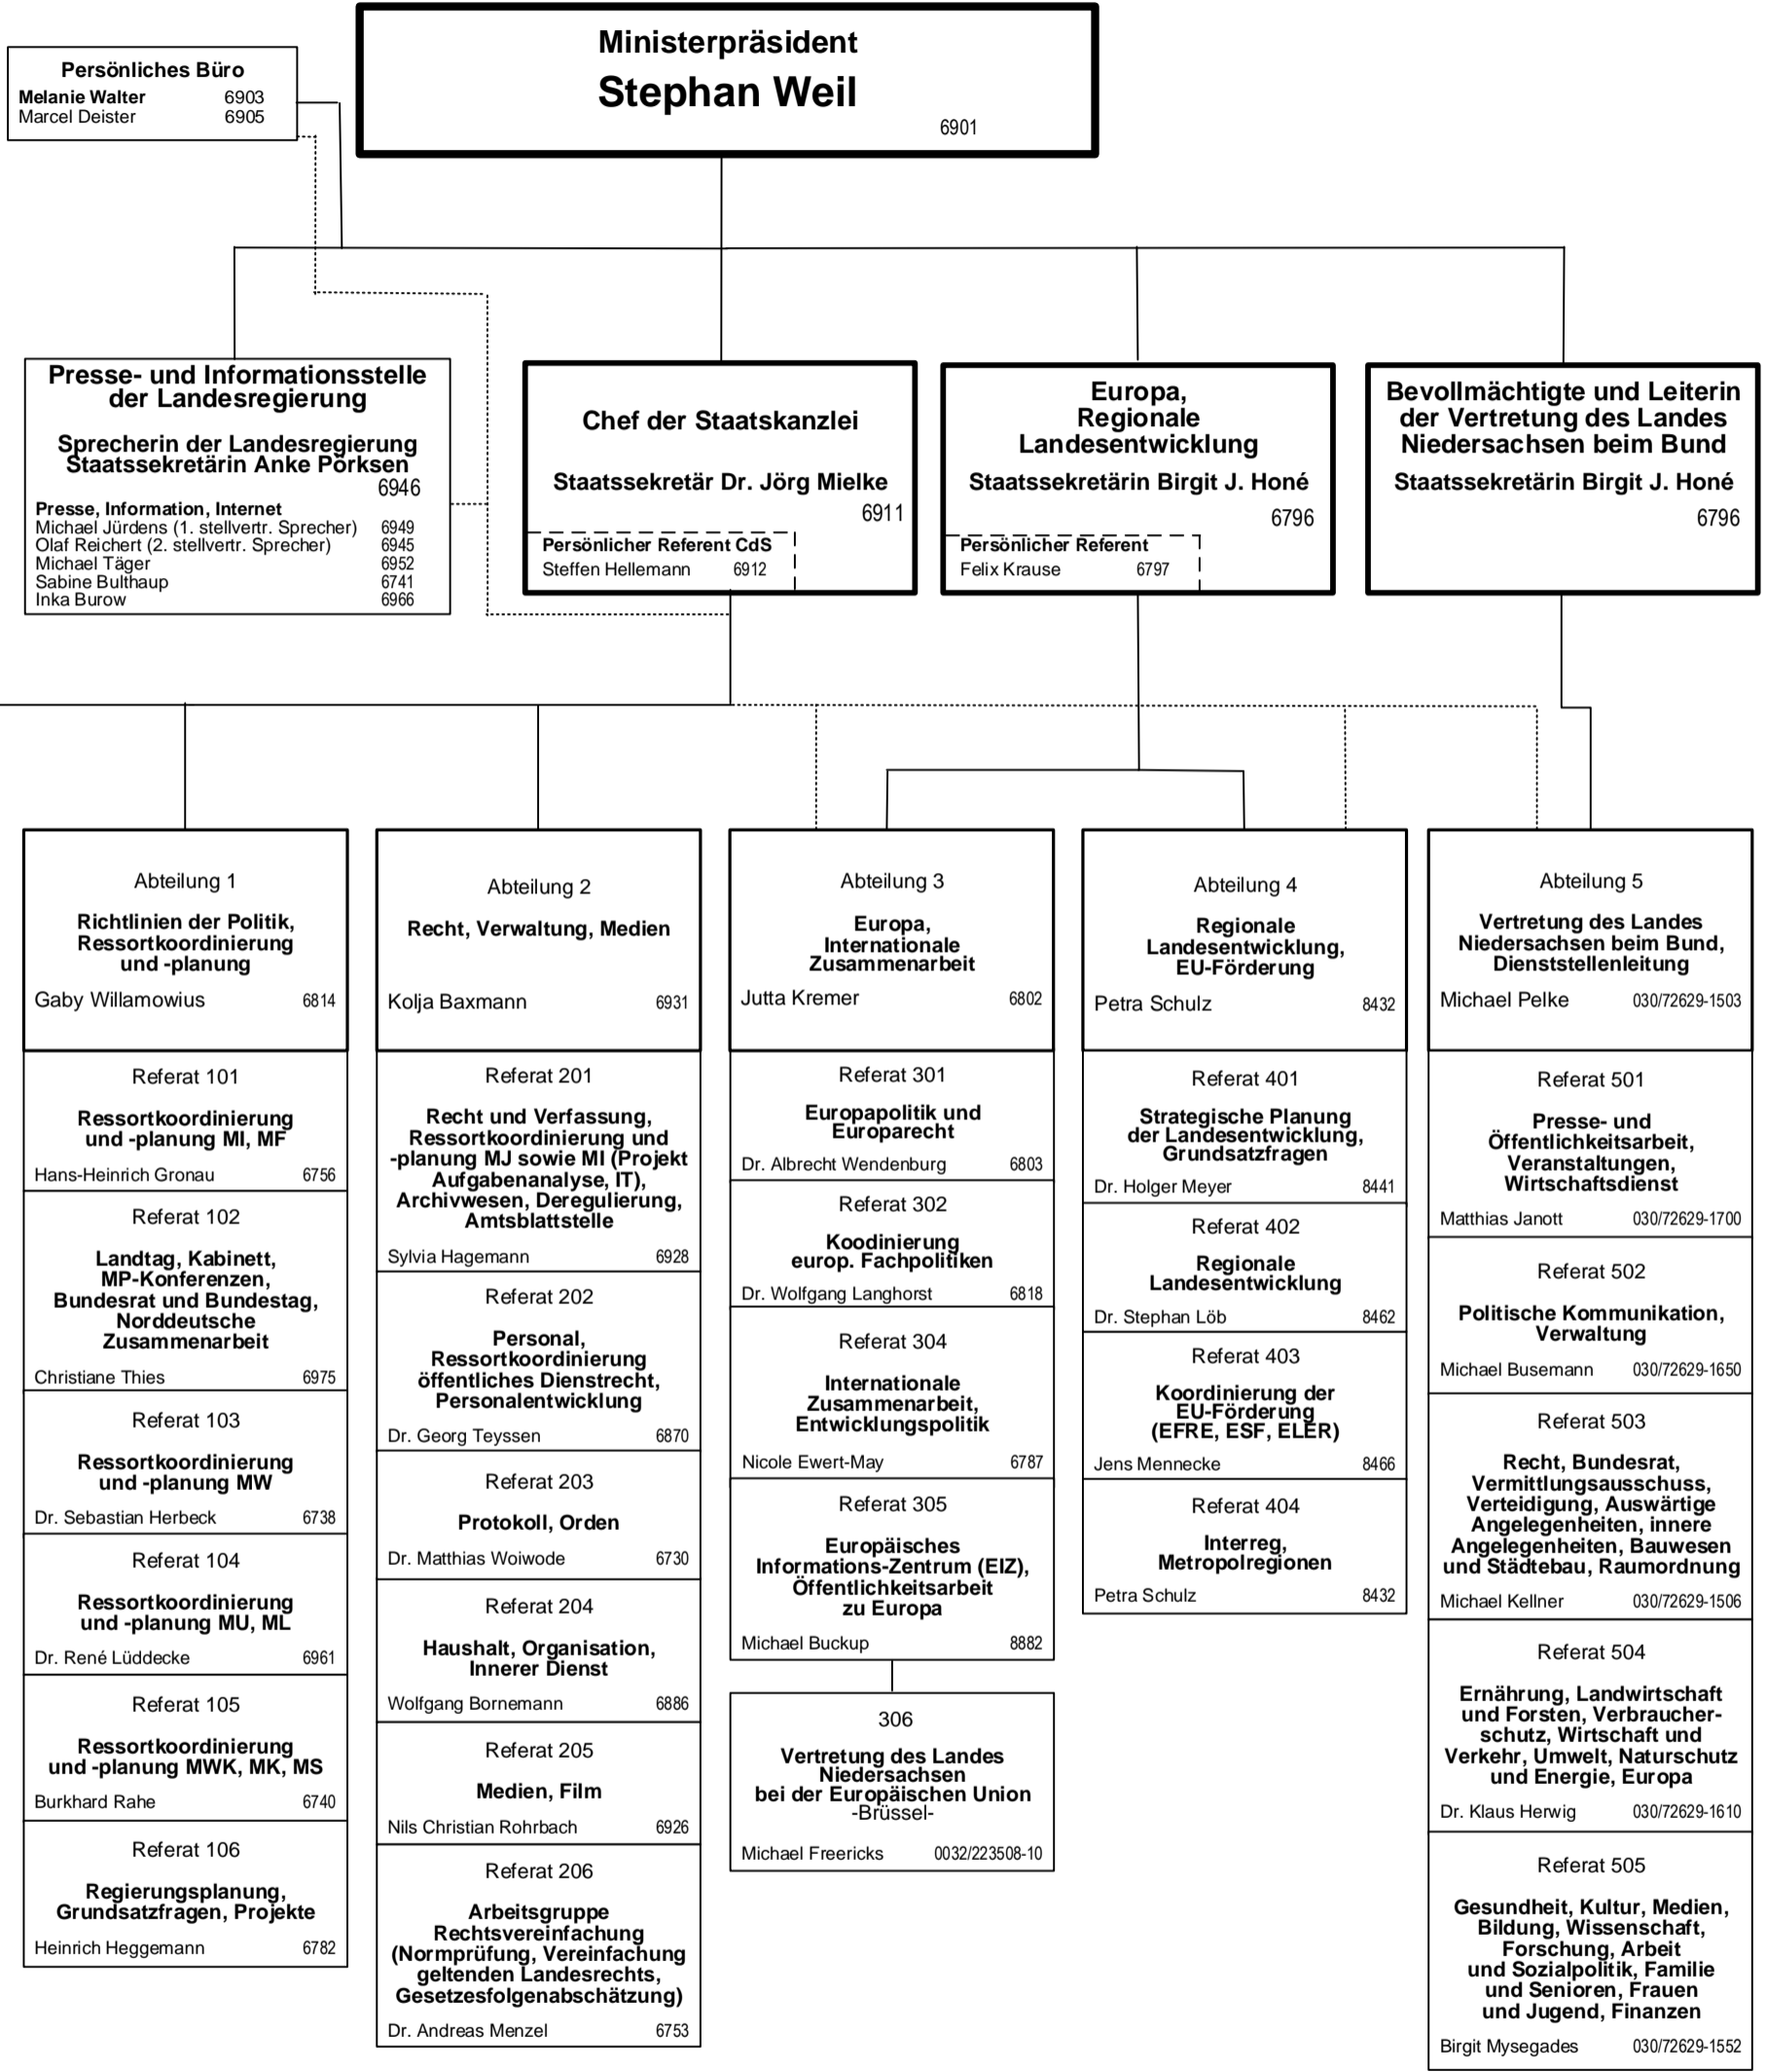 Ministerpräsident
Stephan Weil
6901
Persönliches Büro
Melanie Walter 6903
Marcel Deister 6905
Presse- und Informationsstelle
der Landesregierung
Sprecherin der Landesregierung
Staatssekretärin Anke Pörksen
6946
Presse, Information, Internet
Michael Jürdens (1. stellvertr. Sprecher) 6949
Olaf Reichert (2. stellvertr. Sprecher) 6945
Michael Täger 6952
Sabine Bulthaup 6741
Inka Burow 6966
Chef der Staatskanzlei
Staatssekretär Dr. Jörg Mielke
6911
Persönlicher Referent CdS
Steffen Hellemann 6912
Europa,
Regionale
Landesentwicklung
Staatssekretärin Birgit J. Honé
6796
Persönlicher Referent
Felix Krause 6797
Bevollmächtigte und Leiterin
der Vertretung des Landes
Niedersachsen beim Bund
Staatssekretärin Birgit J. Honé
6796
Abteilung 1
Richtlinien der Politik,
Ressortkoordinierung
und -planung
Gaby Willamowius 6814
Referat 101
Ressortkoordinierung
und -planung MI, MF
Hans-Heinrich Gronau 6756
Referat 102
Landtag, Kabinett,
MP-Konferenzen,
Bundesrat und Bundestag,
Norddeutsche
Zusammenarbeit
Christiane Thies 6975
Referat 103
Ressortkoordinierung
und -planung MW
Dr. Sebastian Herbeck 6738
Referat 104
Ressortkoordinierung
und -planung MU, ML
Dr. René Lüddecke 6961
Referat 105
Ressortkoordinierung
und -planung MWK, MK, MS
Burkhard Rahe 6740
Referat 106
Regierungsplanung,
Grundsatzfragen, Projekte
Heinrich Heggemann 6782
Abteilung 2
Recht, Verwaltung, Medien
Kolja Baxmann 6931
Referat 201
Recht und Verfassung,
Ressortkoordinierung und
-planung MJ sowie MI (Projekt
Aufgabenanalyse, IT),
Archivwesen, Deregulierung,
Amtsblattstelle
Sylvia Hagemann 6928
Referat 202
Personal,
Ressortkoordinierung
öffentliches Dienstrecht,
Personalentwicklung
Dr. Georg Teyssen 6870
Referat 203
Protokoll, Orden
Dr. Matthias Woiwode 6730
Referat 204
Haushalt, Organisation,
Innerer Dienst
Wolfgang Bornemann 6886
Referat 205
Medien, Film
Nils Christian Rohrbach 6926
Referat 206
Arbeitsgruppe
Rechtsvereinfachung
(Normprüfung, Vereinfachung
geltenden Landesrechts,
Gesetzesfolgenabschätzung)
Dr. Andreas Menzel 6753
Abteilung 3
Europa,
Internationale
Zusammenarbeit
Jutta Kremer 6802
Referat 301
Europapolitik und
Europarecht
Dr. Albrecht Wendenburg 6803
Referat 302
Koodinierung
europ. Fachpolitiken
Dr. Wolfgang Langhorst 6818
Referat 304
Internationale
Zusammenarbeit,
Entwicklungspolitik
Nicole Ewert-May 6787
Referat 305
Europäisches
Informations-Zentrum (EIZ),
Öffentlichkeitsarbeit
zu Europa
Michael Buckup 8882
306
Vertretung des Landes
Niedersachsen
bei der Europäischen Union
-Brüssel-
Michael Freericks 0032/223508-10
Abteilung 4
Regionale
Landesentwicklung,
EU-Förderung
Petra Schulz 8432
Referat 401
Strategische Planung
der Landesentwicklung,
Grundsatzfragen
Dr. Holger Meyer 8441
Referat 402
Regionale
Landesentwicklung
Dr. Stephan Löb 8462
Referat 403
Koordinierung der
EU-Förderung
(EFRE, ESF, ELER)
Jens Mennecke 8466
Referat 404
Interreg,
Metropolregionen
Petra Schulz 8432
Abteilung 5
Vertretung des Landes
Niedersachsen beim Bund,
Dienststellenleitung
Michael Pelke 030/72629-1503
Referat 501
Presse- und
Öffentlichkeitsarbeit,
Veranstaltungen,
Wirtschaftsdienst
Matthias Janott 030/72629-1700
Referat 502
Politische Kommunikation,
Verwaltung
Michael Busemann 030/72629-1650
Referat 503
Recht, Bundesrat,
Vermittlungsausschuss,
Verteidigung, Auswärtige
Angelegenheiten, innere
Angelegenheiten, Bauwesen
und Städtebau, Raumordnung
Michael Kellner 030/72629-1506
Referat 504
Ernährung, Landwirtschaft
und Forsten, Verbraucher-
schutz, Wirtschaft und
Verkehr, Umwelt, Naturschutz
und Energie, Europa
Dr. Klaus Herwig 030/72629-1610
Referat 505
Gesundheit, Kultur, Medien,
Bildung, Wissenschaft,
Forschung, Arbeit
und Sozialpolitik, Familie
und Senioren, Frauen
und Jugend, Finanzen
Birgit Mysegades 030/72629-1552